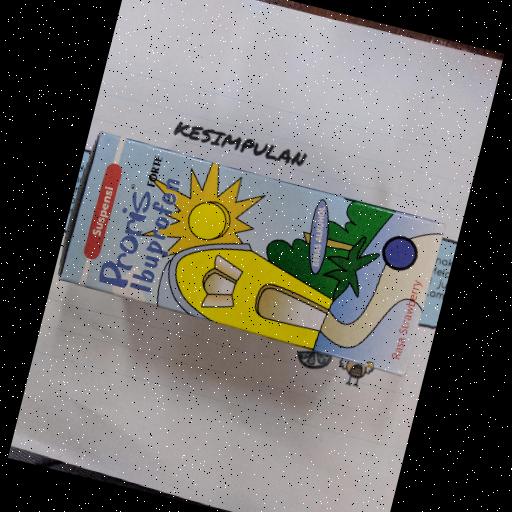 KESIMPULAN
Suspensi
Proris FORTE
Ibuprofen
Rasa Strawberry